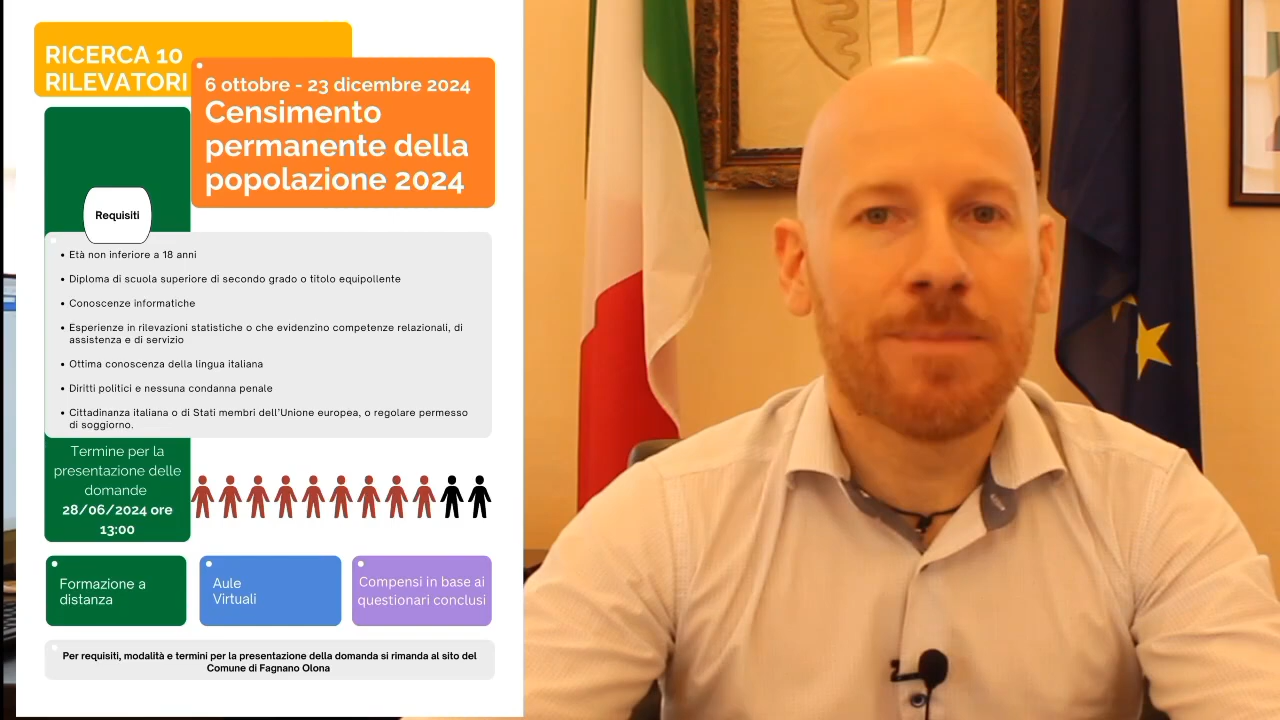 RICERCA 10
RILEVATORI
6 ottobre - 23 dicembre 2024
Censimento
permanente della
popolazione 2024
Requisiti
• Età non inferiore a 18 anni
• Diploma di scuola superiore di secondo grado o titolo equipollente
• Conoscenze informatiche
• Esperienze in rilevazioni statistiche o che evidenzino competenze relazionali, di
assistenza e di servizio
• Ottima conoscenza della lingua italiana
• Diritti politici e nessuna condanna penale
• Cittadinanza italiana o di Stati membri dell'Unione europea, o regolare permesso
di soggiorno.
Termine per la
presentazione delle
domande
28/06/2024 ore
13:00
Formazione a
distanza
Aule
Virtuali
Compensi in base ai
questionari conclusi
Per requisiti, modalità e termini per la presentazione della domanda si rimanda al sito del
Comune di Fagnano Olona